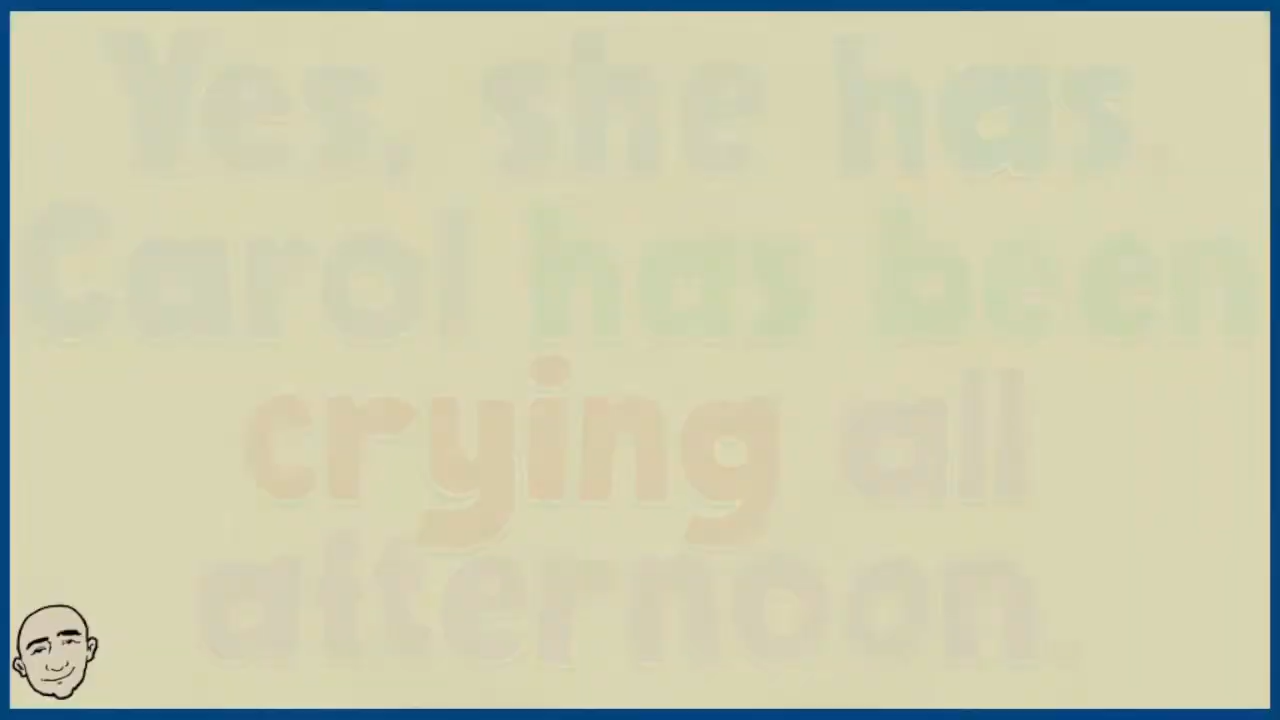 Yes, she has.
Carol has been
crying all
afternoon.